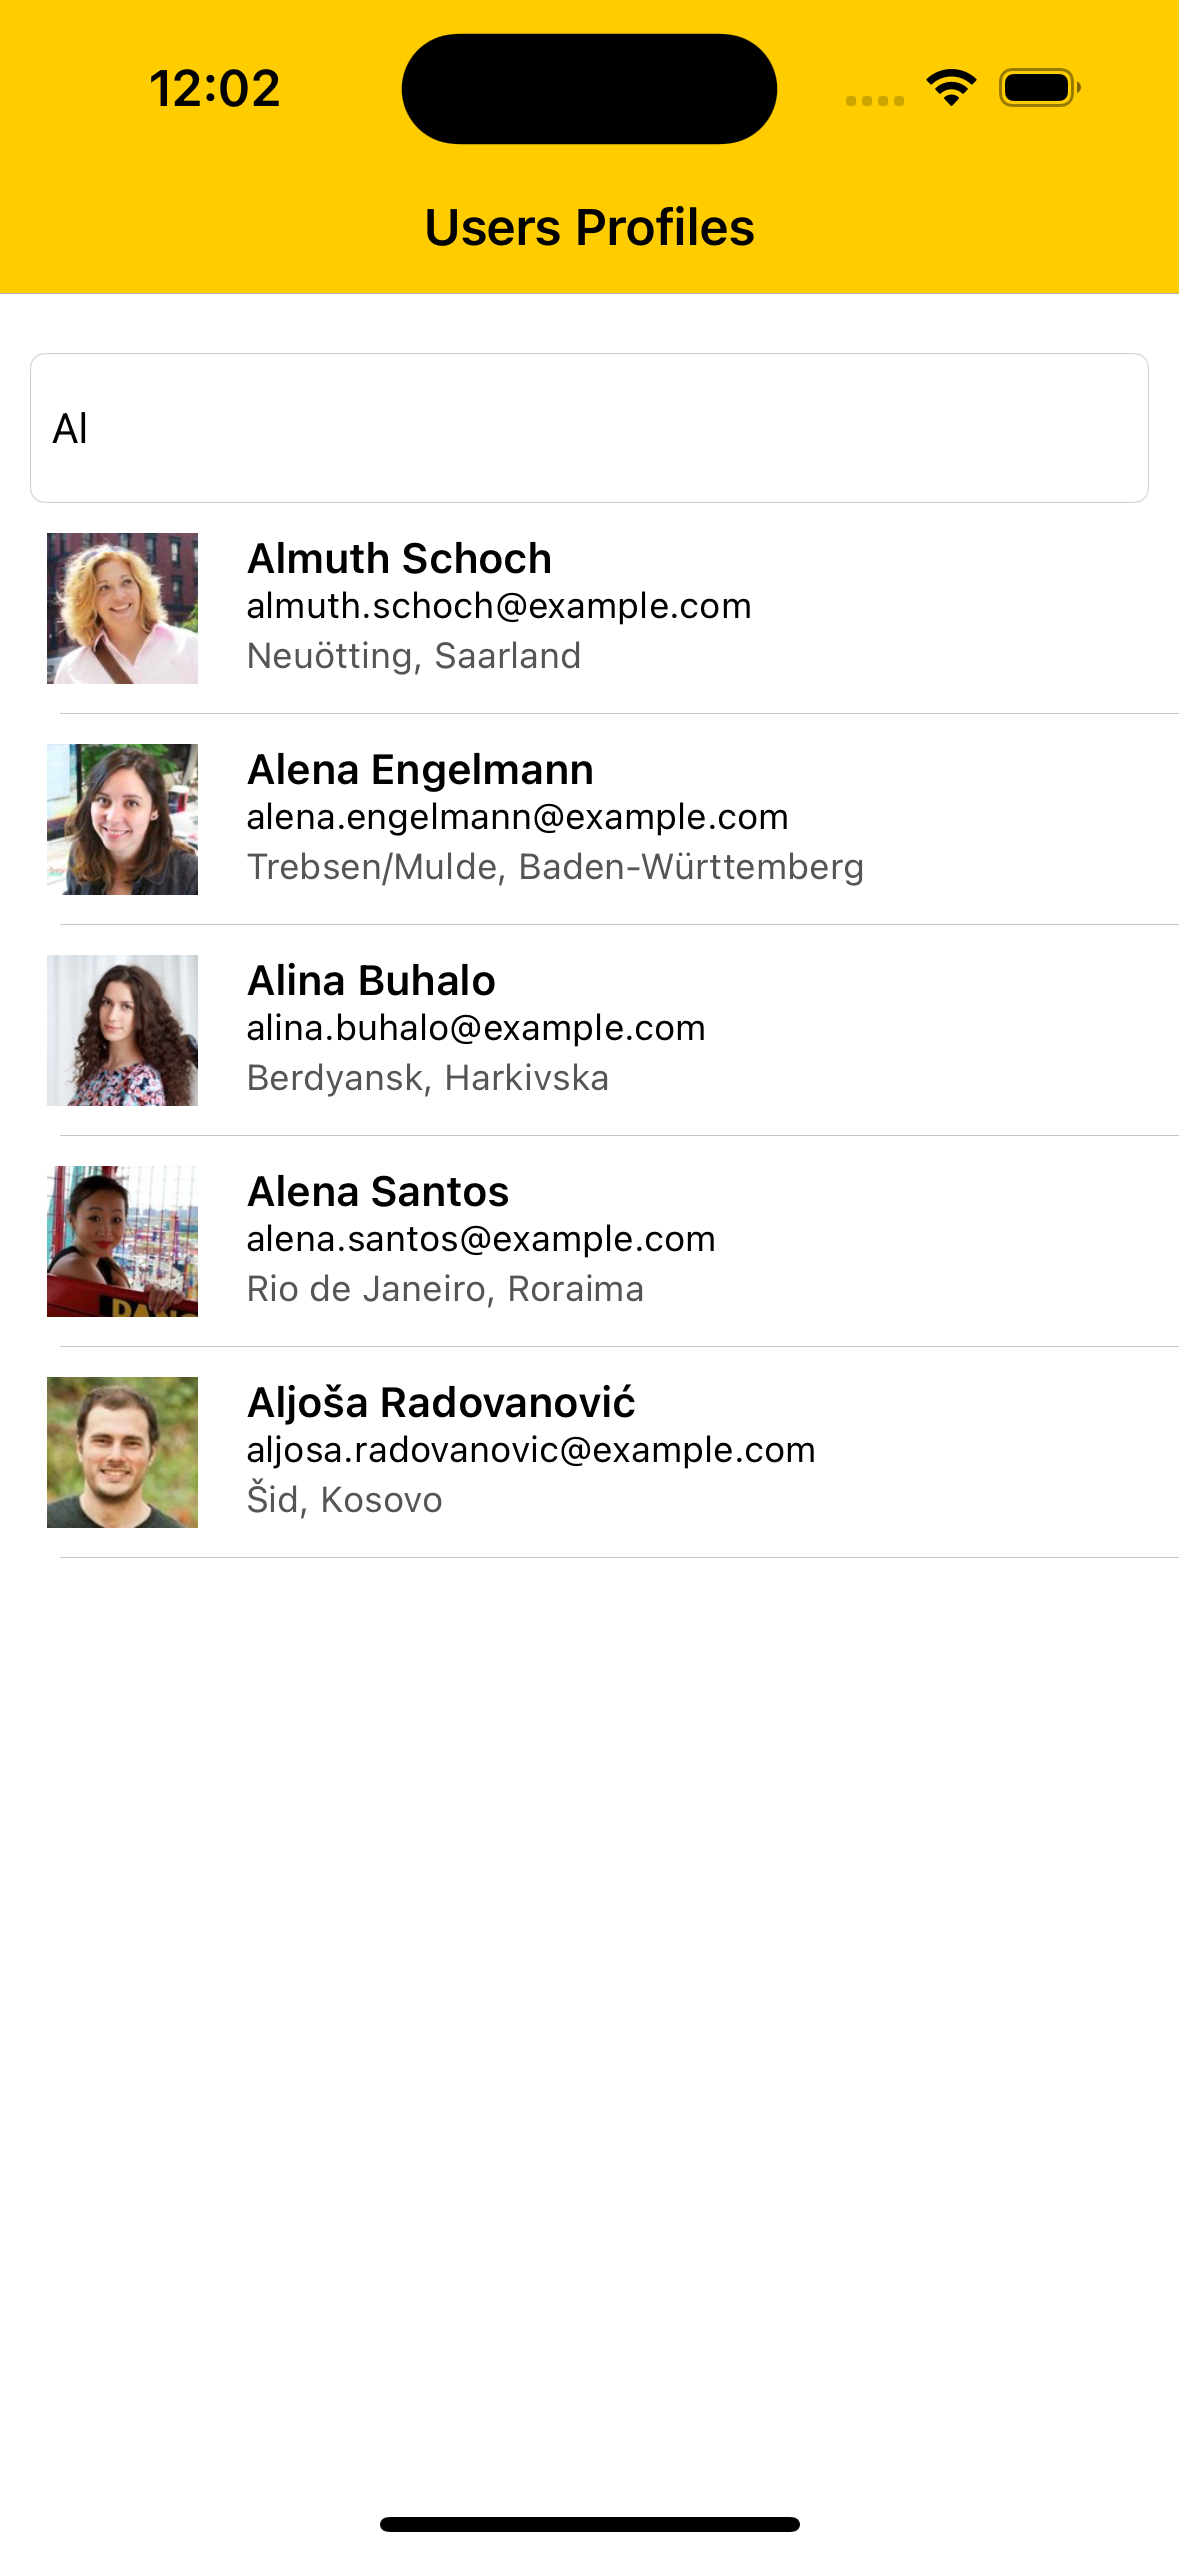 12:02
Users Profiles
Al
Almuth Schoch
almuth.schoch@example.com
Neuötting, Saarland
Alena Engelmann
alena.engelmann@example.com
Trebsen/Mulde, Baden-Württemberg
Alina Buhalo
alina.buhalo@example.com
Berdyansk, Harkivska
Alena Santos
alena.santos@example.com
Rio de Janeiro, Roraima
Aljoša Radovanović
aljosa.radovanovic@example.com
Šid, Kosovo